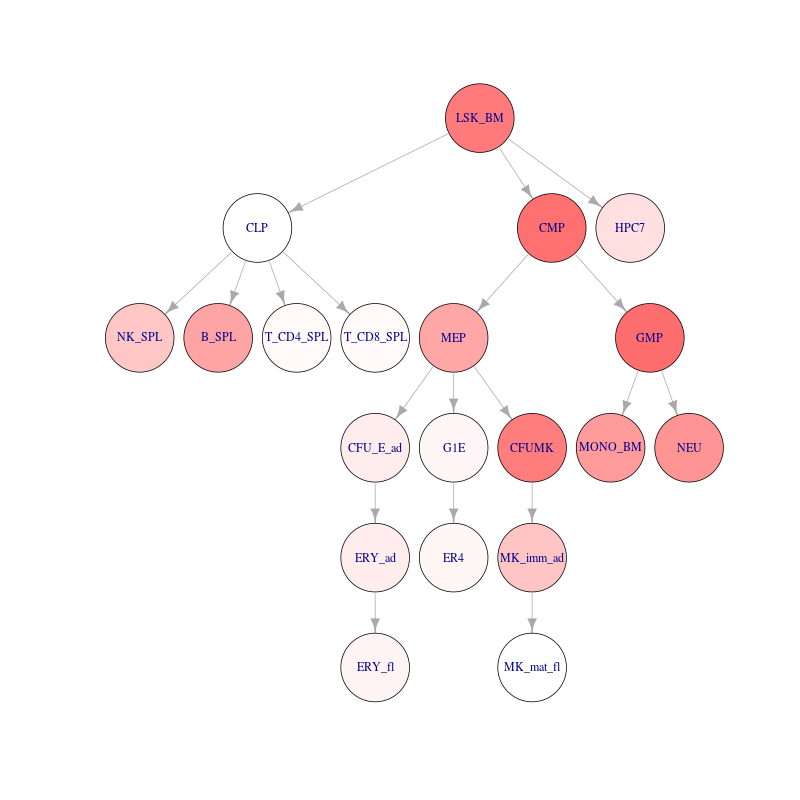 LSK_BM
CLP
CMP
HPC7
NK_SPL
B_SPL
T_CD4_SPL
T_CD8_SPL
MEP
GMP
CFU_E_ad
G1E
CFUMK
MONO_BM
NEU
ERY_ad
ER4
MK_imm_ad
ERY_fl
MK_mat_fl